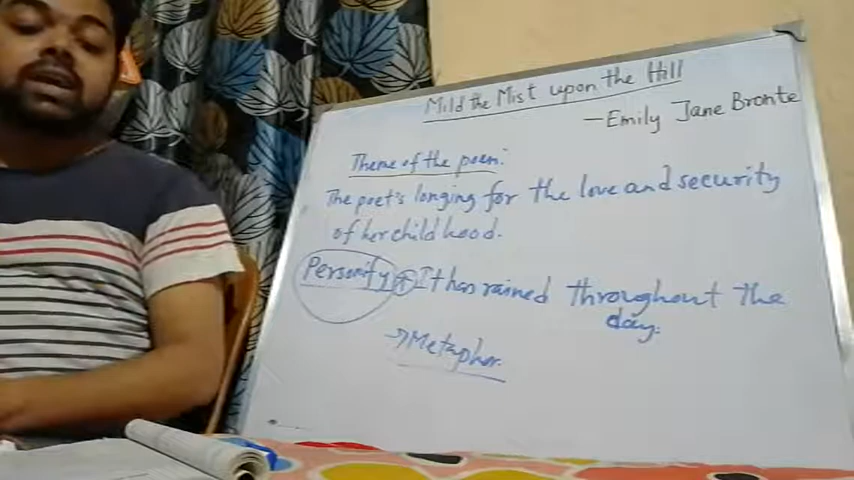 Mild the Mist upon the Hill
— Emily Jane Bronte
Theme of the poem:
The poet's longing for the love and security
of her childhood.
Personify It has rained throughout The
day.
→ Metaphor.